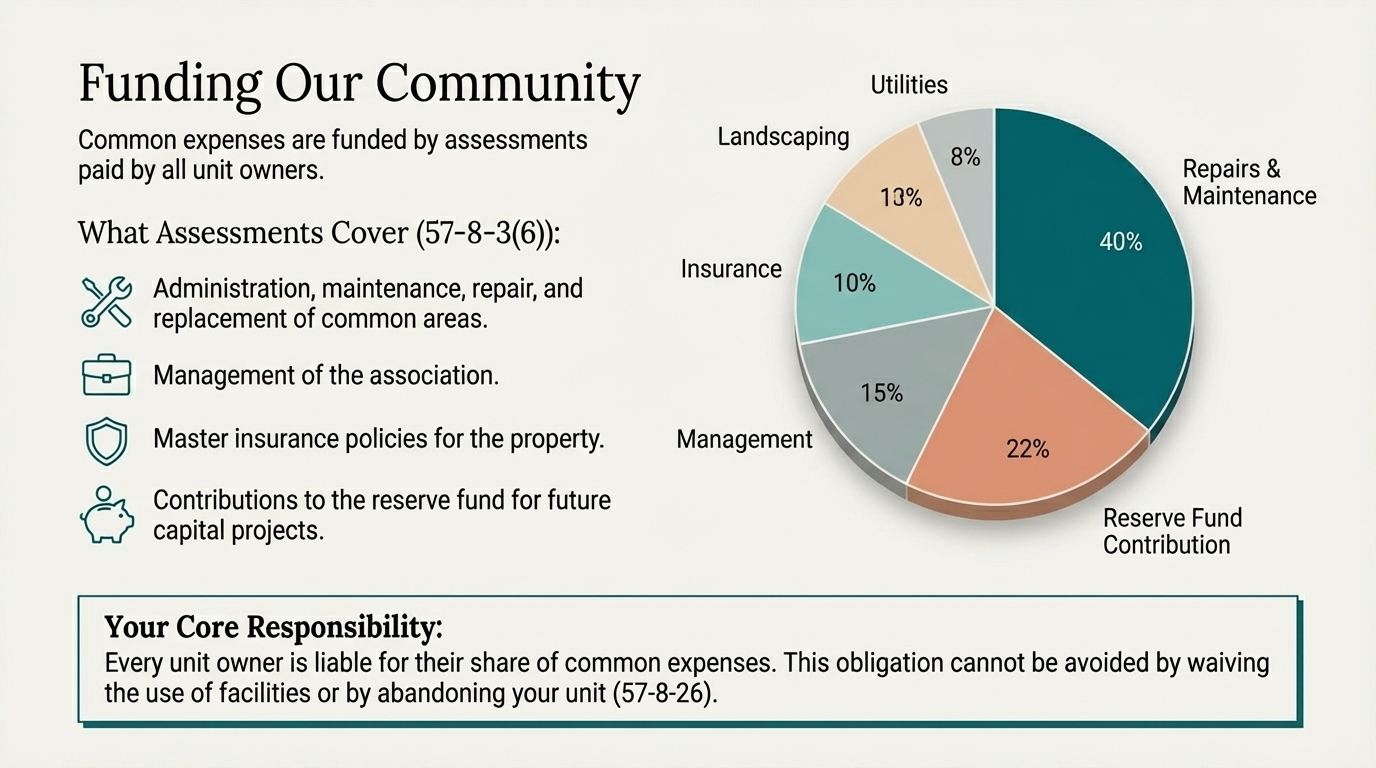 Funding Our Community
Common expenses are funded by assessments
paid by all unit owners.
What Assessments Cover (57-8-3(6)):
Administration, maintenance, repair, and
replacement of common areas.
Management of the association.
Master insurance policies for the property.
Contributions to the reserve fund for future
capital projects.
Utilities
8%
Landscaping
13%
Repairs &
Maintenance
40%
Insurance
10%
Management
15%
22%
Reserve Fund
Contribution
Your Core Responsibility:
Every unit owner is liable for their share of common expenses. This obligation cannot be avoided by waiving
the use of facilities or by abandoning your unit (57-8-26).